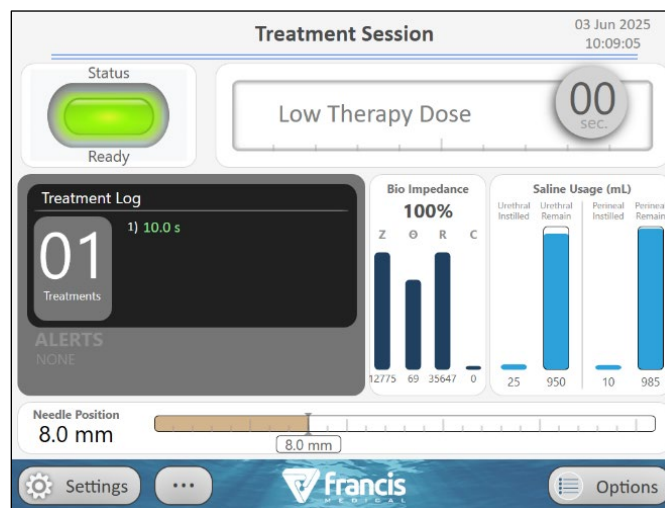 Treatment Session
03 Jun 2025
10:09:05
Status
Ready
Low Therapy Dose
00
sec.
Treatment Log
01
Treatments
1) 10.0 s
ALERTS
NONE
Bio Impedance
100%
Z Θ R C
12775 69 35647 0
Saline Usage (mL)
Urethral Urethral Perineal Perineal
Instilled Remain Instilled Remain
25 950 10 985
Needle Position
8.0 mm
8.0 mm
Settings
...
francis
MEDICAL
Options